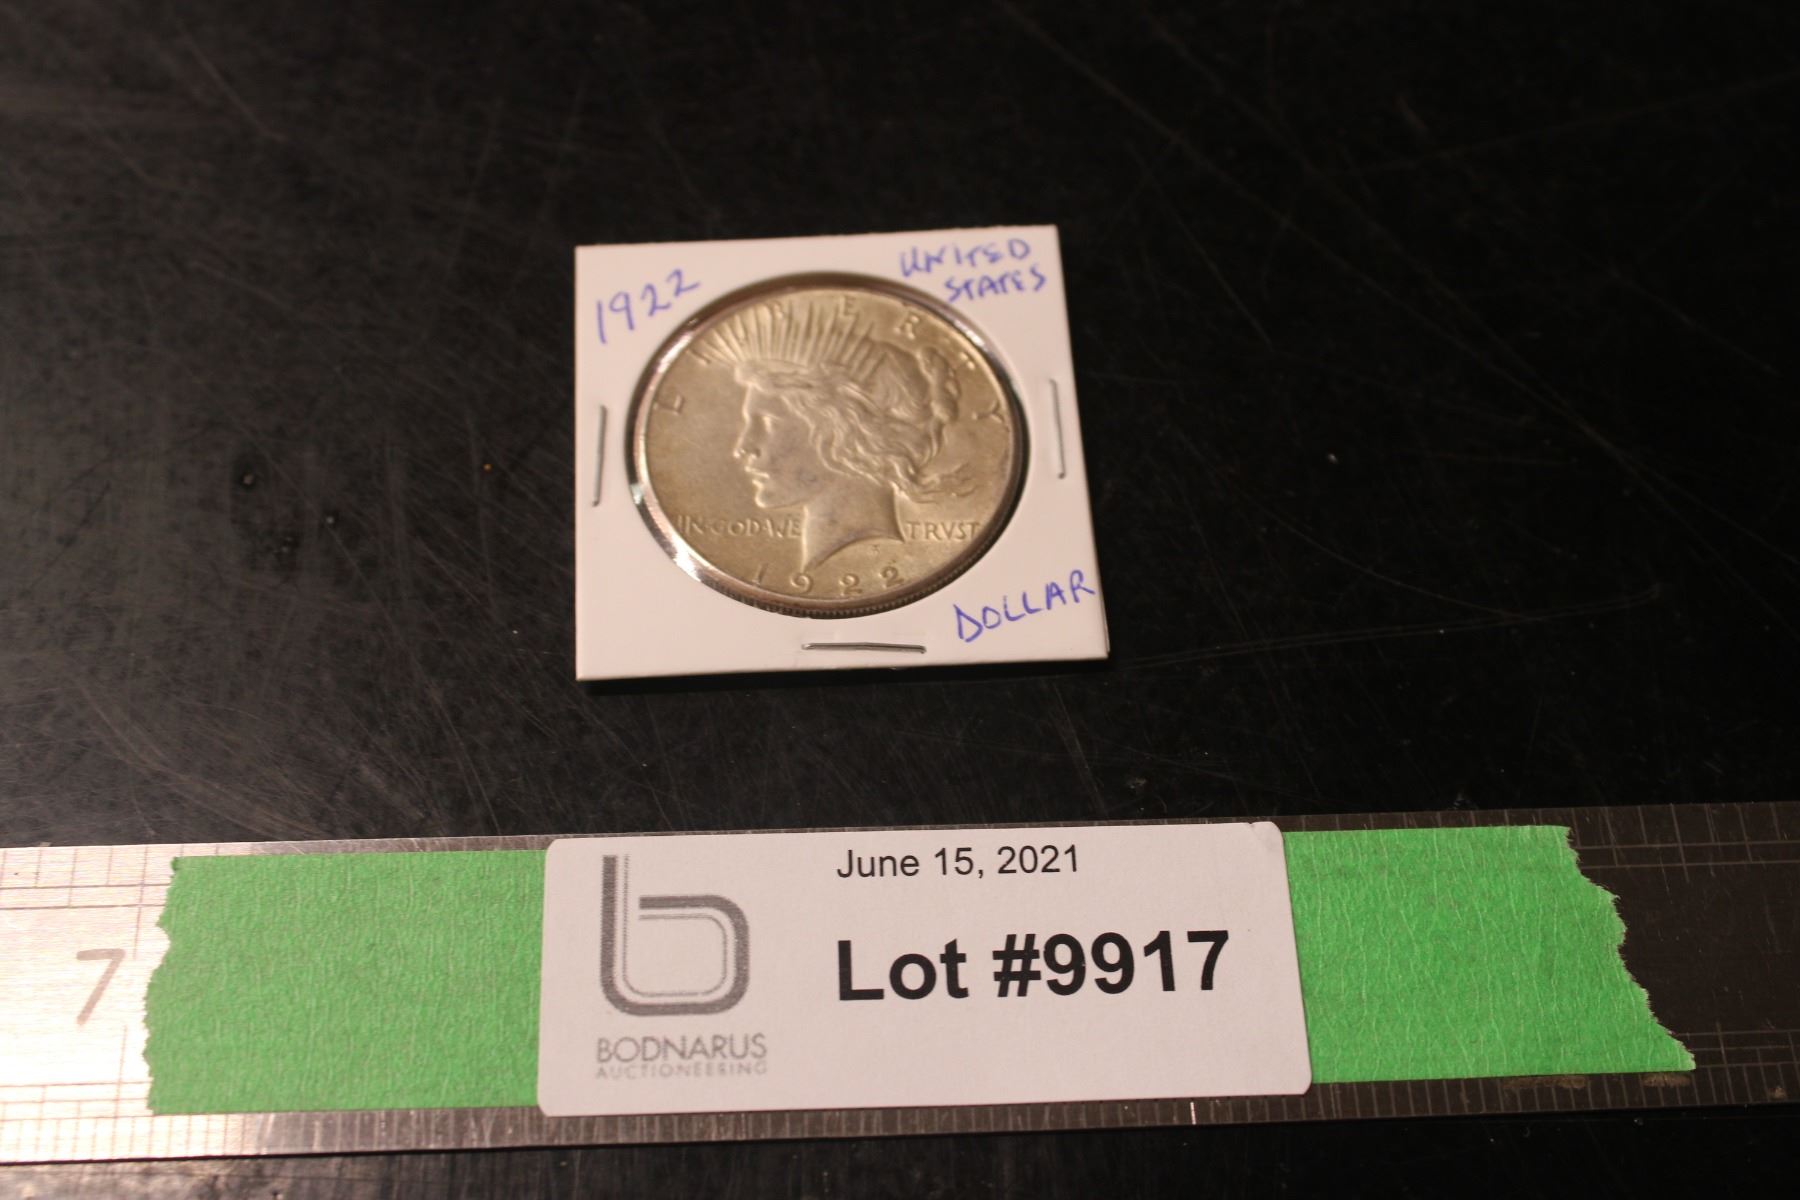 1922
UNITED
STATES
LIBERTY
IN GOD WE TRVST
1922
DOLLAR
7
June 15, 2021
Lot #9917
b
BODNARUS
AUCTIONEERING